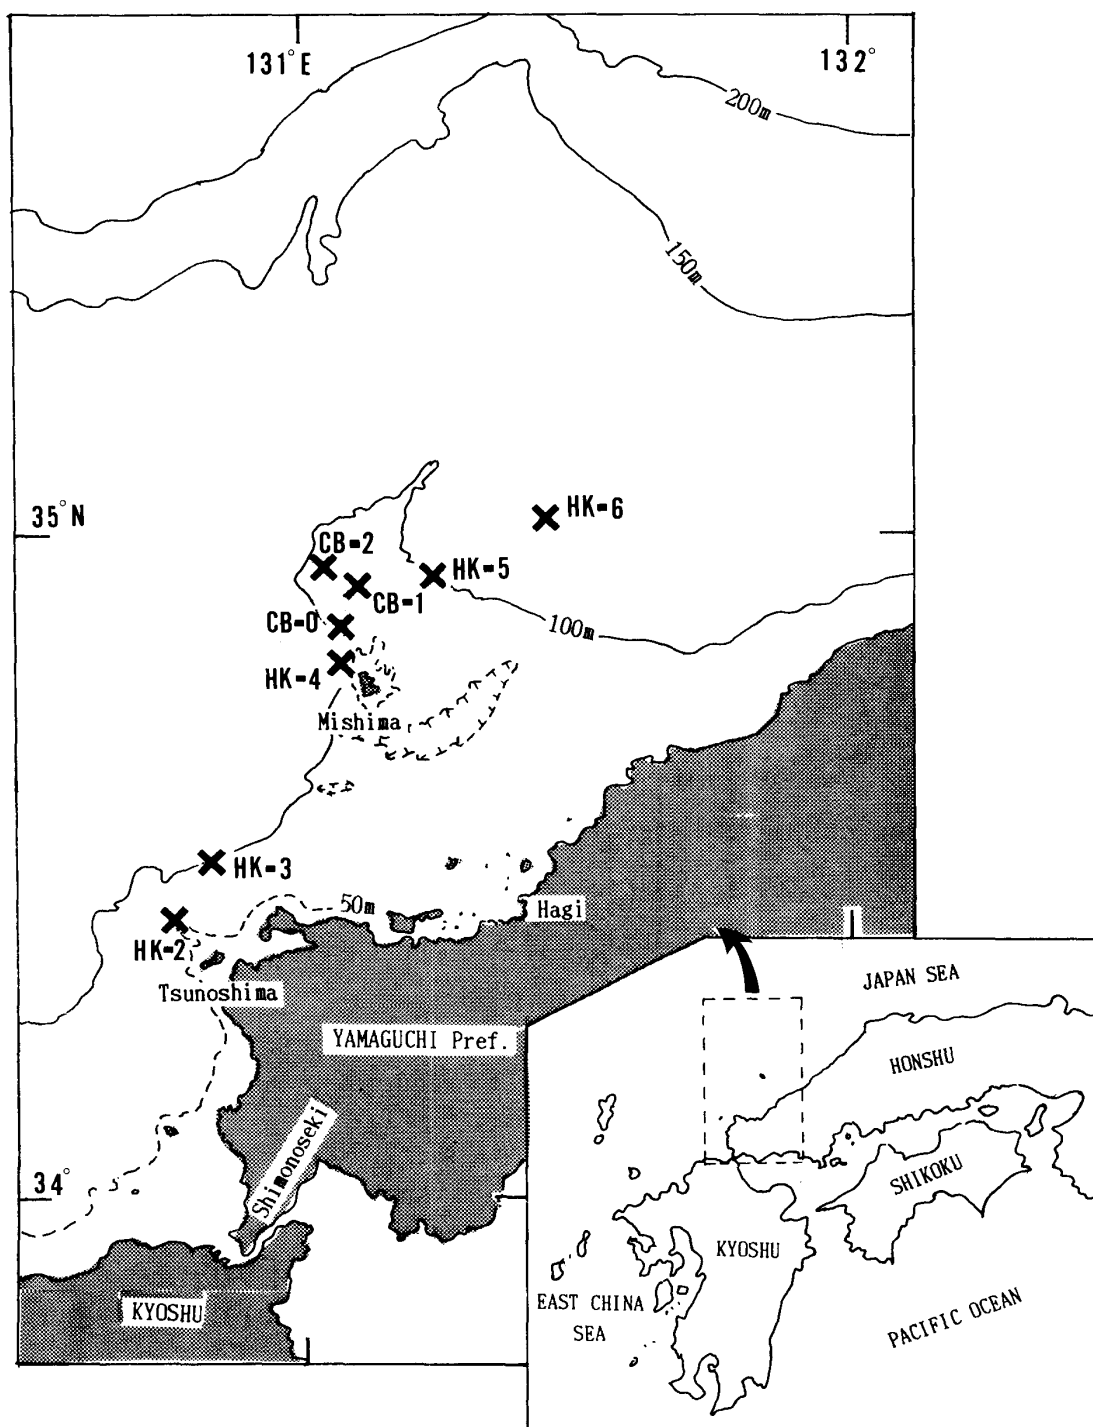 131°E
132°
200m
150m
35°N
HK=6
CB=2
HK=5
CB=1
CB=0
100m
HK=4
Mishima
HK=3
50m
Hagi
HK=2
Tsunoshima
YAMAGUCHI Pref.
Shimonoseki
34°
KYOSHU
JAPAN SEA
HONSHU
SHIKOKU
KYOSHU
EAST CHINA
SEA
PACIFIC OCEAN